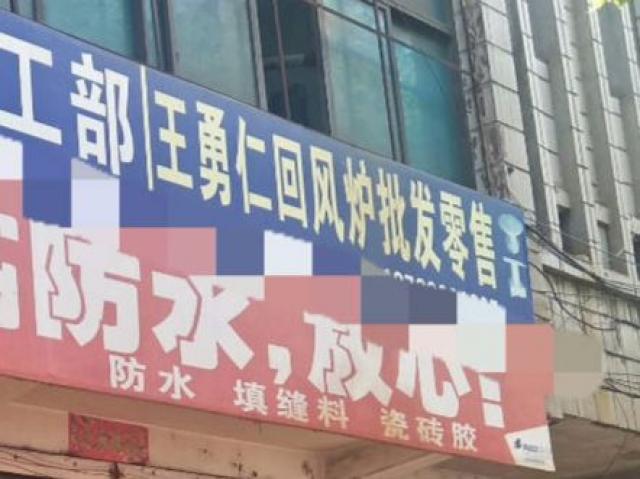 工部 王勇仁回风炉批发零售
防水,放心!
防水 填缝料 瓷砖胶